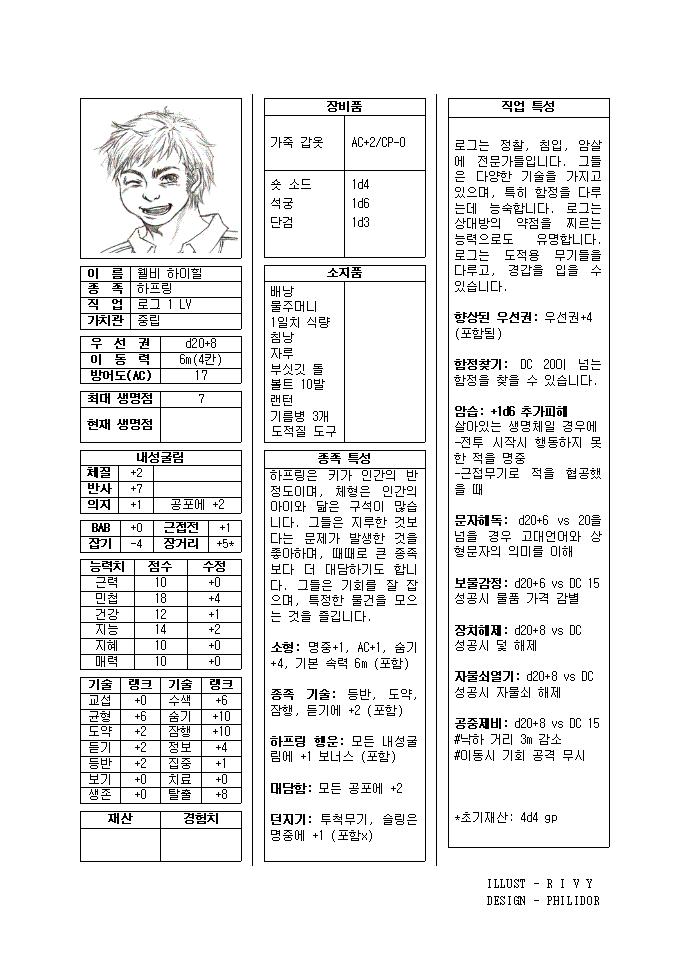 이 름 웰비 하이힐
종 족 하프링
직 업 로그 1 LV
가치관 중립
우 선 권 d20+8
이 동 력 6m(4칸)
방어도(AC) 17
최대 생명점 7
현재 생명점
내성굴림
체질 +2
반사 +7
의지 +1 공포에 +2
BAB +0 근접전 +1
잡기 -4 장거리 +5*
능력치 점수 수정
근력 10 +0
민첩 18 +4
건강 12 +1
지능 14 +2
지혜 10 +0
매력 10 +0
기술 랭크 기술 랭크
교섭 +0 수색 +6
균형 +6 숨기 +10
도약 +2 잠행 +10
듣기 +2 정보 +4
등반 +2 집중 +1
보기 +0 치료 +0
생존 +0 탈출 +8
재산 경험치
장비품
가죽 갑옷 AC+2/CP-0
숏 소드 1d4
석궁 1d6
단검 1d3
소지품
배낭
물주머니
1일치 식량
침낭
자루
부싯깃 돌
볼트 10발
랜턴
기름병 3개
도적질 도구
종족 특성
하프링은 키가 인간의 반
정도이며, 체형은 인간의
아이와 닮은 구석이 많습
니다. 그들은 지루한 것보
다는 문제가 발생한 것을
좋아하며, 때때로 큰 종족
보다 더 대담하기도 합니
다. 그들은 기회를 잘 잡
으며, 특정한 물건을 모으
는 것을 즐깁니다.
소형: 명중+1, AC+1, 숨기
+4, 기본 속력 6m (포함)
종족 기술: 등반, 도약,
잠행, 듣기에 +2 (포함)
하프링 행운: 모든 내성굴
림에 +1 보너스 (포함)
대담함: 모든 공포에 +2
던지기: 투척무기, 슬링은
명중에 +1 (포함x)
직업 특성
로그는 정찰, 침입, 암살
에 전문가들입니다. 그들
은 다양한 기술을 가지고
있으며, 특히 함정을 다루
는데 능숙합니다. 로그는
상대방의 약점을 찌르는
능력으로도 유명합니다.
로그는 도적용 무기들을
다루고, 경갑을 입을 수
있습니다.
향상된 우선권: 우선권+4
(포함됨)
함정찾기: DC 20이 넘는
함정을 찾을 수 있습니다.
암습: +1d6 추가피해
살아있는 생명체일 경우에
-전투 시작시 행동하지 못
한 적을 명중
-근접무기로 적을 협공했
을 때
문자해독: d20+6 vs 20을
넘을 경우 고대언어와 상
형문자의 의미를 이해
보물감정: d20+6 vs DC 15
성공시 물품 가격 감별
장치해제: d20+8 vs DC
성공시 덫 해제
자물쇠열기: d20+8 vs DC
성공시 자물쇠 해제
공중제비: d20+8 vs DC 15
#낙하 거리 3m 감소
#이동시 기회 공격 무시
*초기재산: 4d4 gp
ILLUST - R I V Y
DESIGN - PHILIDOR